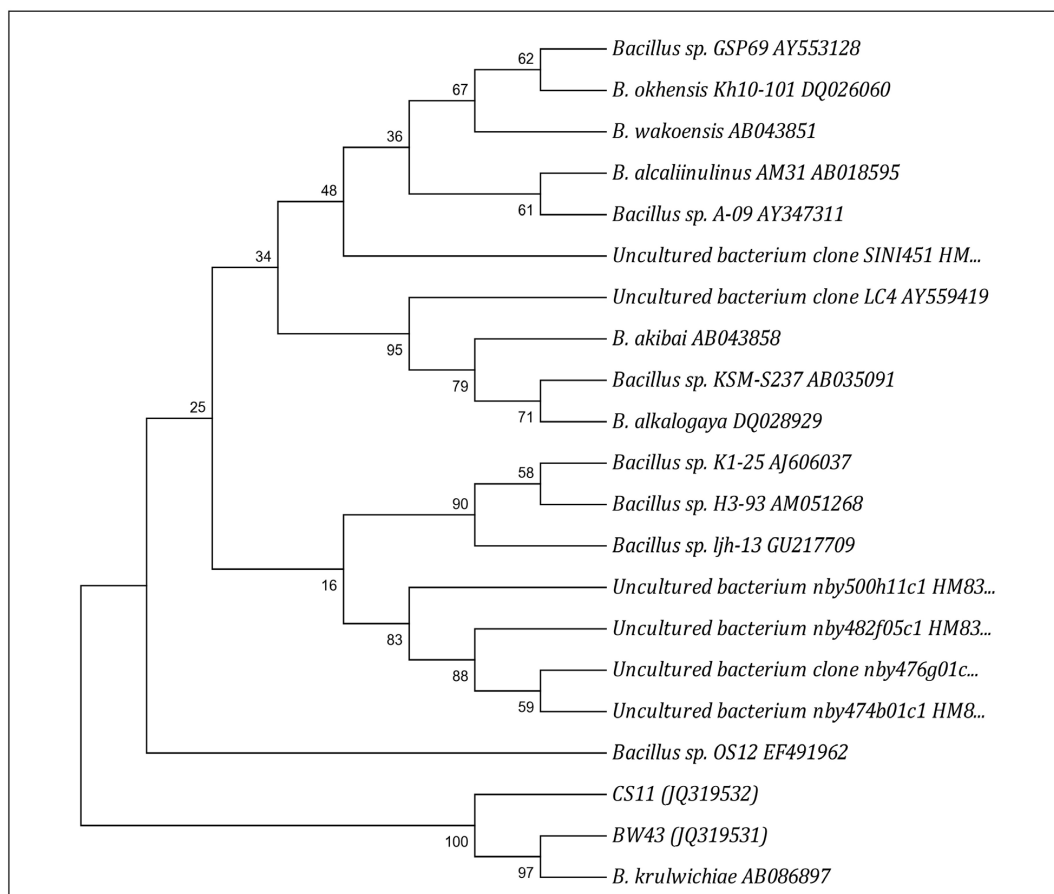 Bacillus sp. GSP69 AY553128
62
B. okhensis Kh10-101 DQ026060
67
B. wakoensis AB043851
36
B. alcaliinulinus AM31 AB018595
48
61
Bacillus sp. A-09 AY347311
34
Uncultured bacterium clone SINI451 HM...
Uncultured bacterium clone LC4 AY559419
95
B. akibai AB043858
79
Bacillus sp. KSM-S237 AB035091
25
71
B. alkalogaya DQ028929
Bacillus sp. K1-25 AJ606037
58
90
Bacillus sp. H3-93 AM051268
Bacillus sp. ljh-13 GU217709
16
Uncultured bacterium nby500h11c1 HM83...
83
Uncultured bacterium nby482f05c1 HM83...
88
Uncultured bacterium clone nby476g01c...
59
Uncultured bacterium nby474b01c1 HM8...
Bacillus sp. OS12 EF491962
CS11 (JQ319532)
100
BW43 (JQ319531)
97
B. krulwichiae AB086897